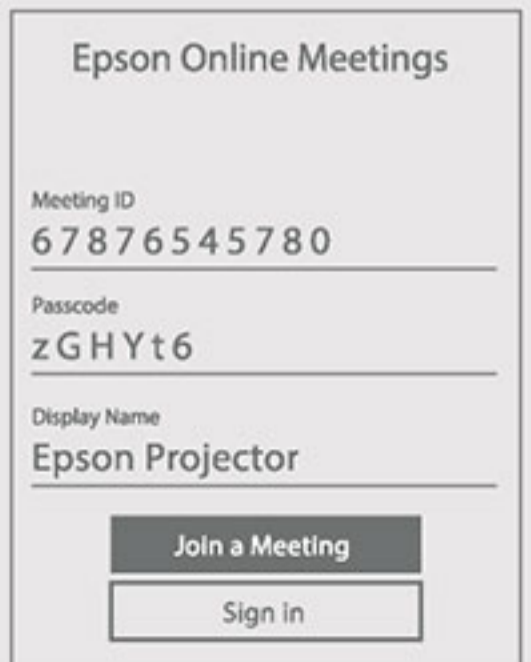 Epson Online Meetings
Meeting ID
67876545780
Passcode
zGHYt6
Display Name
Epson Projector
Join a Meeting
Sign in